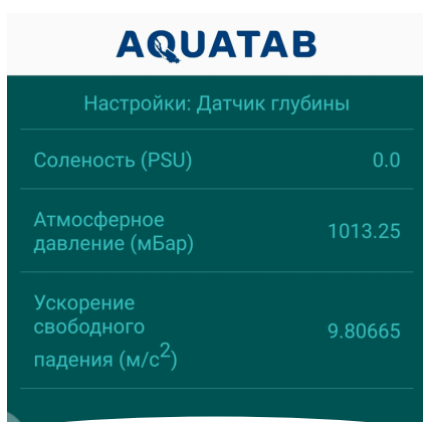 AQUATAB
Настройки: Датчик глубины
Соленость (PSU) 0.0
Атмосферное
давление (мБар) 1013.25
Ускорение
свободного
падения (м/с²) 9.80665